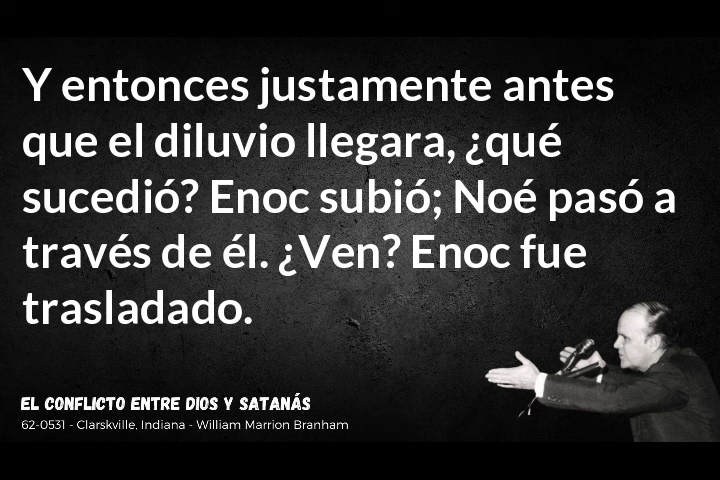 Y entonces justamente antes
que el diluvio llegara, ¿qué
sucedió? Enoc subió; Noé pasó a
través de él. ¿Ven? Enoc fue
trasladado.
EL CONFLICTO ENTRE DIOS Y SATANÁS
62-0531 - Clarskville, Indiana - William Marrion Branham